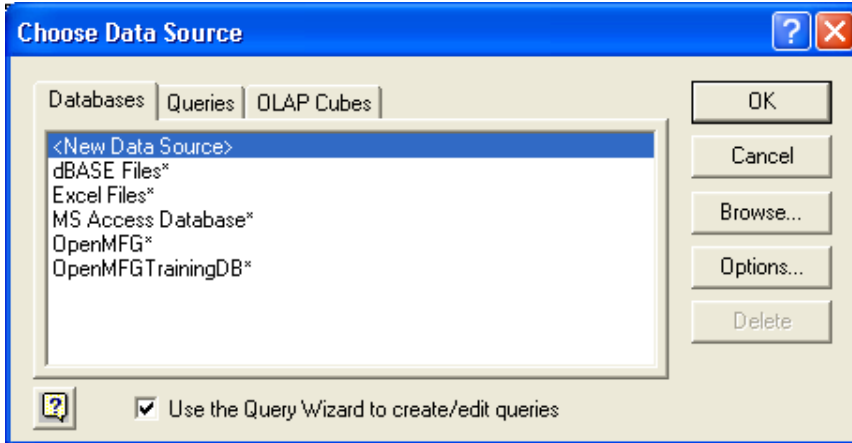 Choose Data Source
Databases Queries OLAP Cubes
<New Data Source>
dBASE Files*
Excel Files*
MS Access Database*
OpenMFG*
OpenMFGTrainingDB*
OK
Cancel
Browse...
Options...
Delete
Use the Query Wizard to create/edit queries